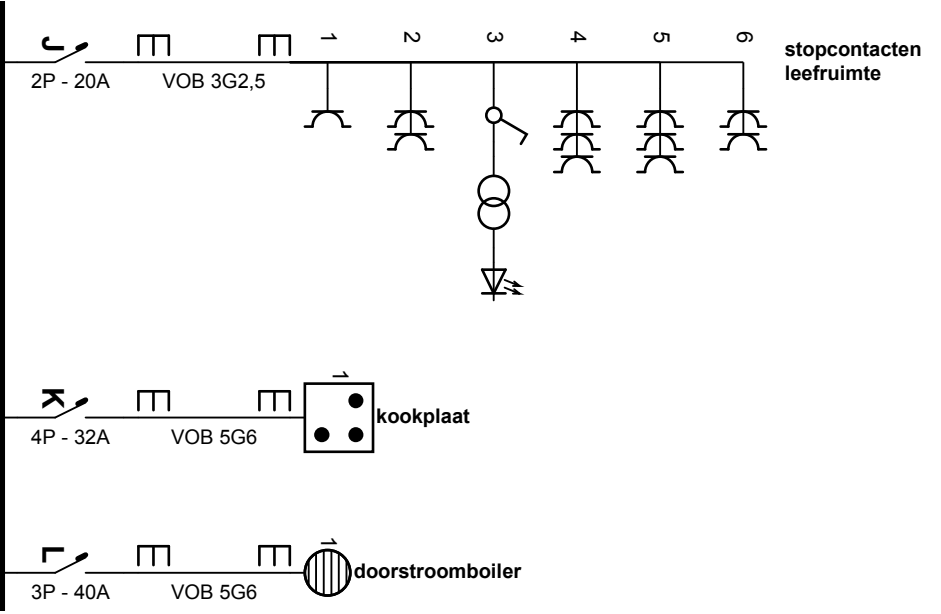 J
1 2 3 4 5 6
stopcontacten
leefruimte
2P - 20A VOB 3G2,5
K
1
kookplaat
4P - 32A VOB 5G6
L
1
doorstroomboiler
3P - 40A VOB 5G6